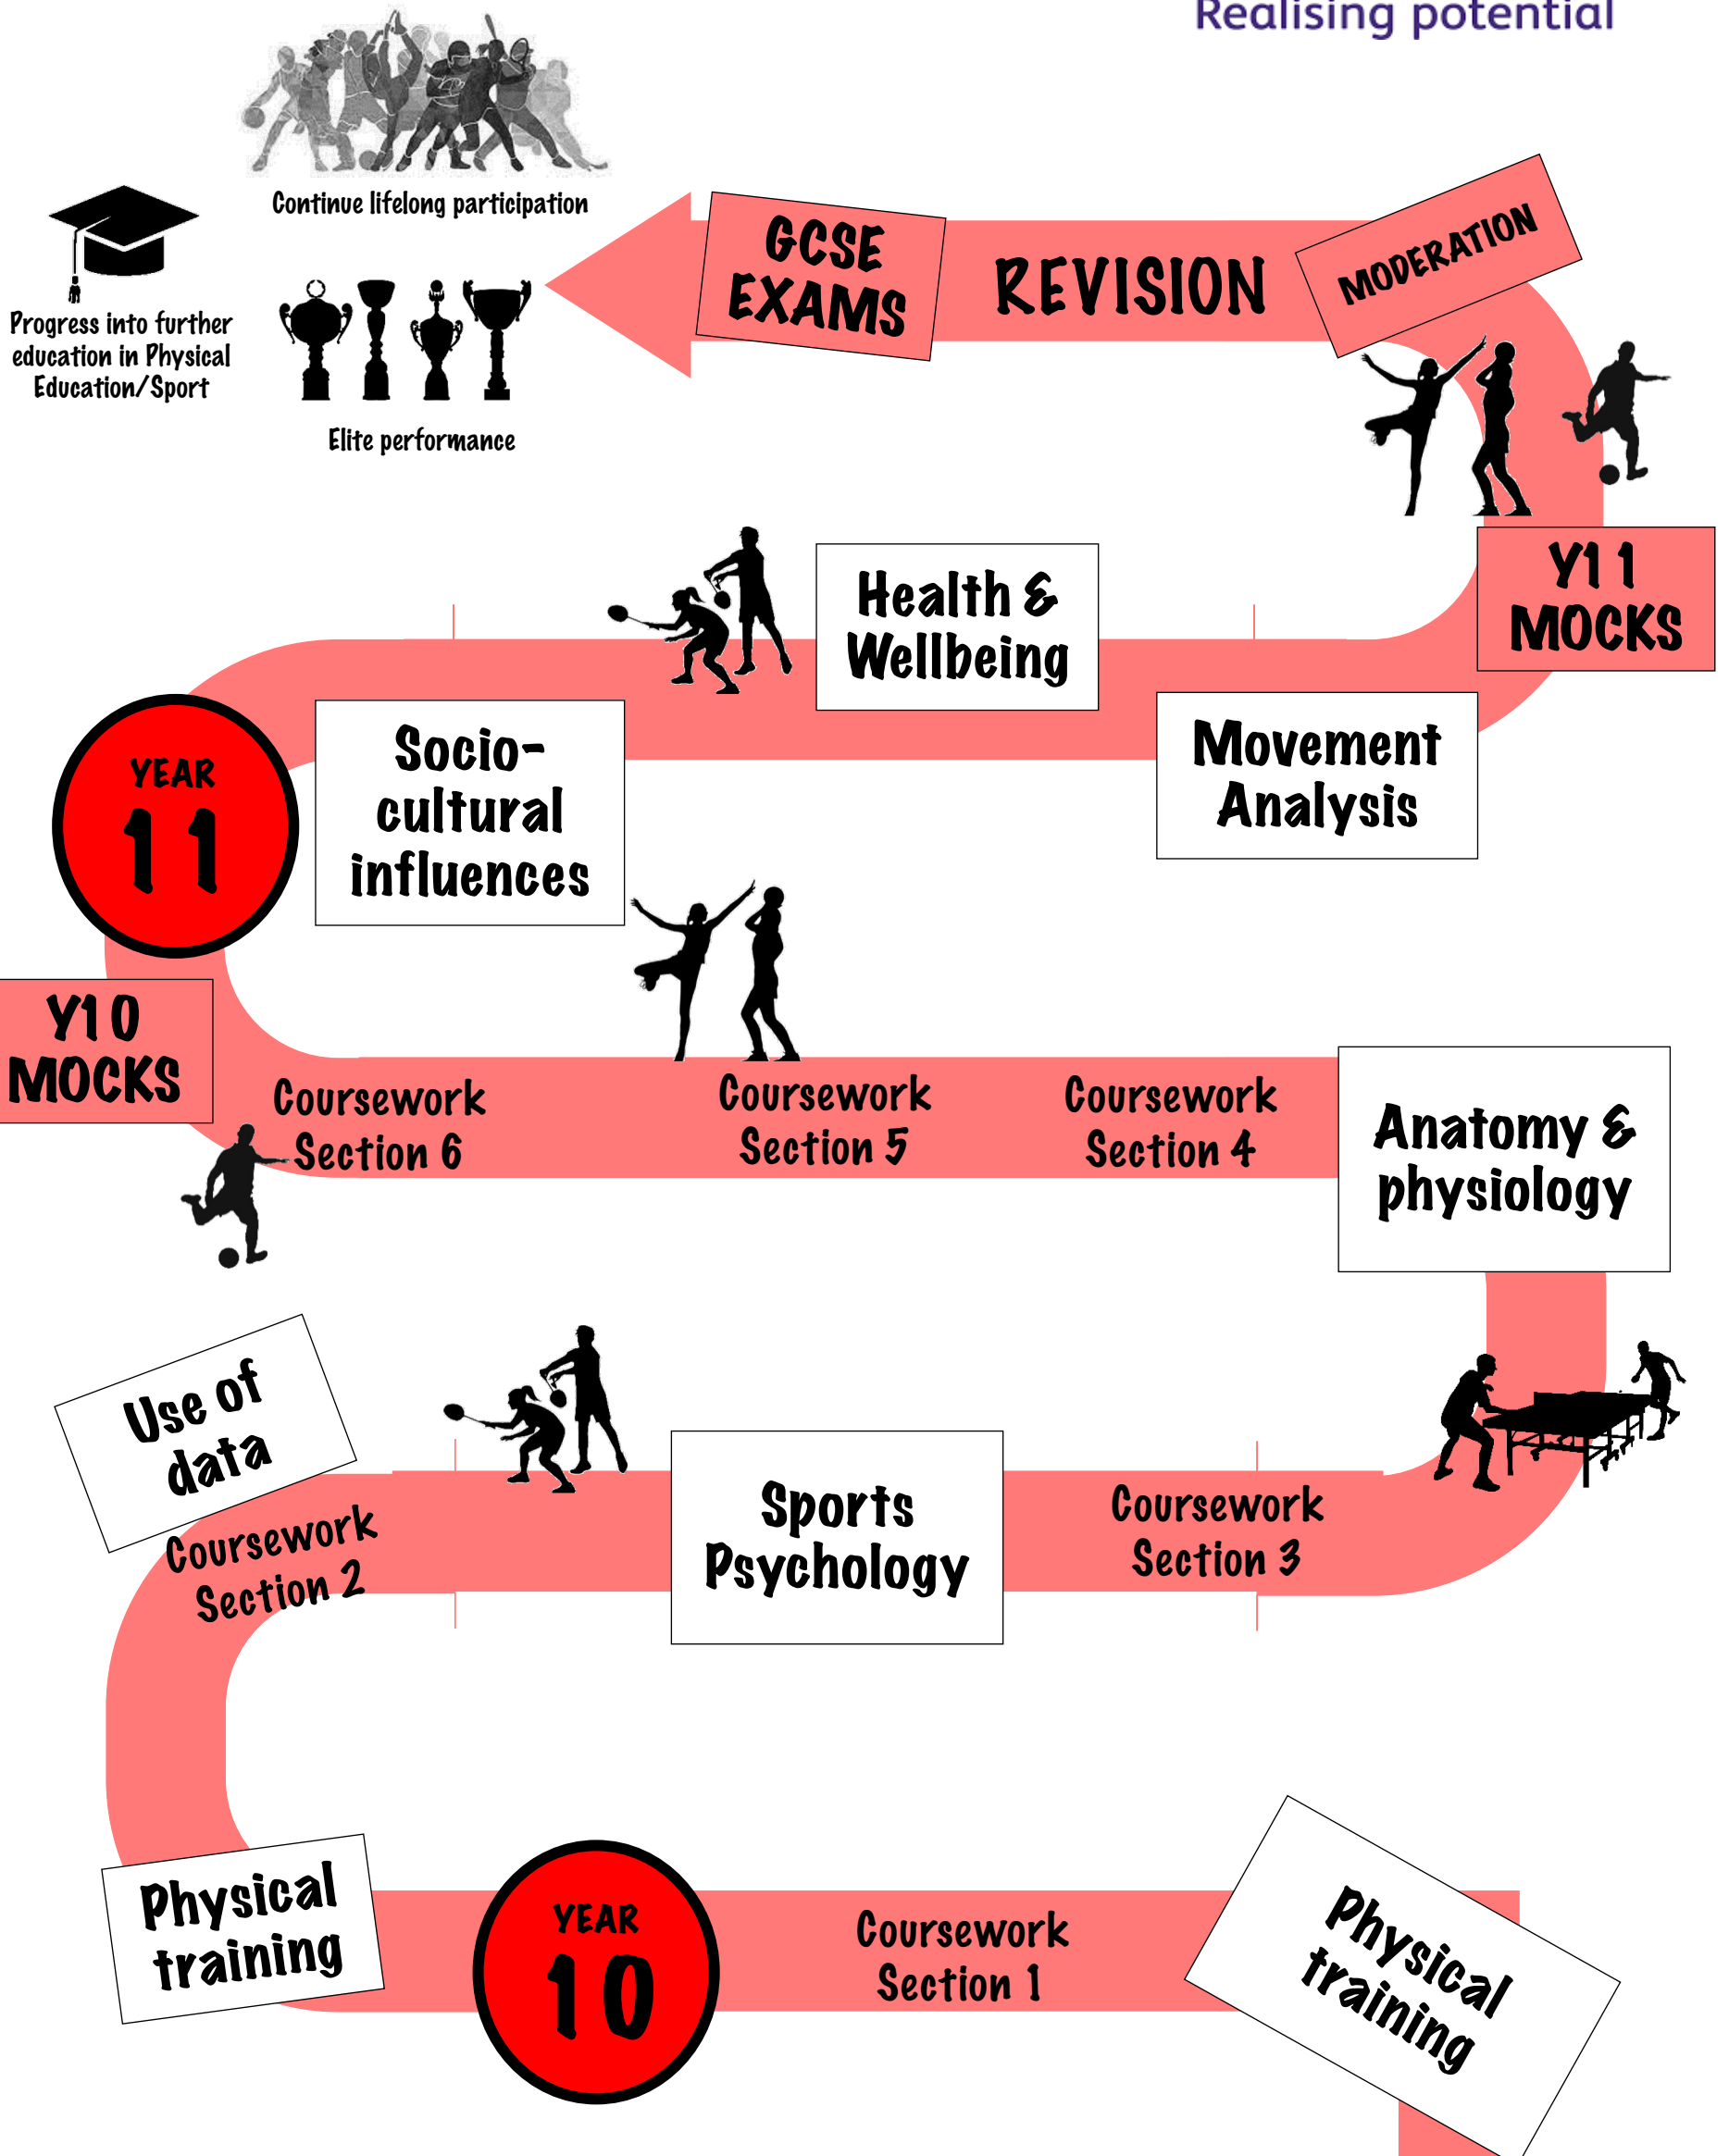 Realising potential
Continue lifelong participation
Progress into further
education in Physical
Education/Sport
Elite performance
GCSE
EXAMS
REVISION
MODERATION
Y11
MOCKS
Health &
Wellbeing
Movement
Analysis
Socio-
cultural
influences
YEAR
11
Y10
MOCKS
Coursework
Section 6
Coursework
Section 5
Coursework
Section 4
Anatomy &
physiology
Use of
data
Coursework
Section 2
Sports
Psychology
Coursework
Section 3
Physical
training
YEAR
10
Coursework
Section 1
Physical
training